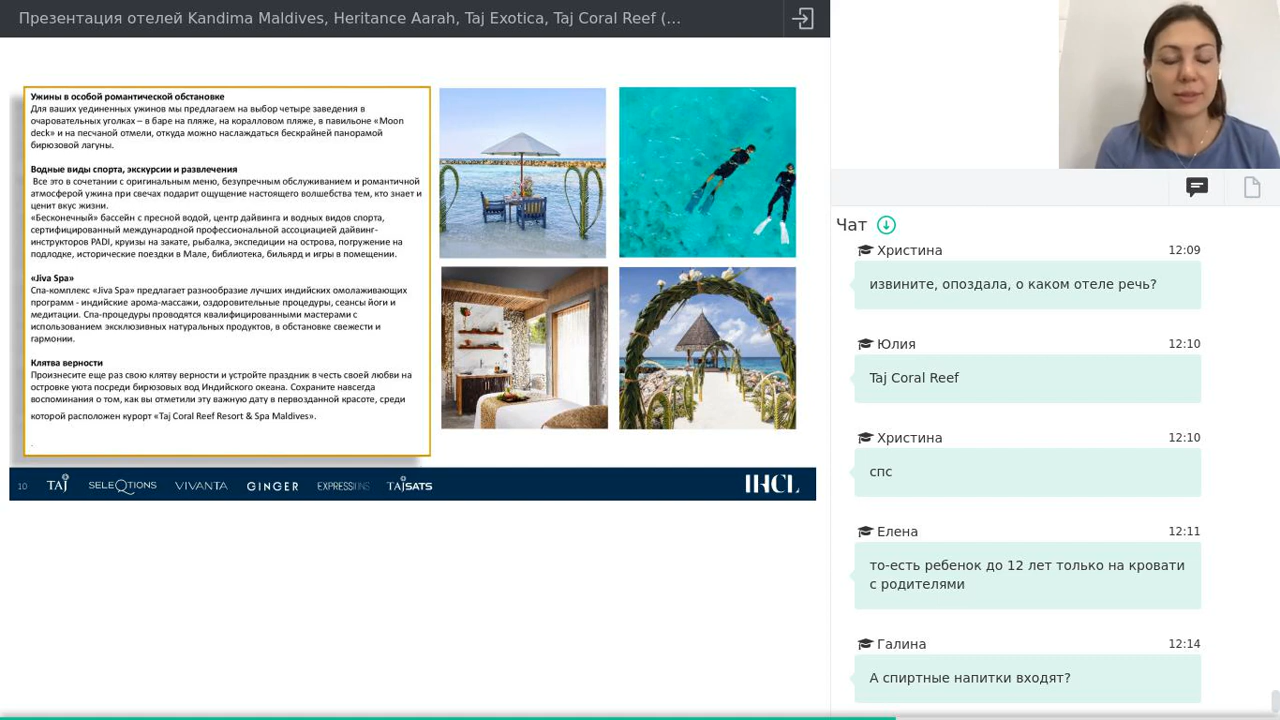 Презентация отелей Kandima Maldives, Heritance Aarah, Taj Exotica, Taj Coral Reef (...
Ужины в особой романтической обстановке
Для ваших уединенных ужинов мы предлагаем на выбор четыре заведения в
очаровательных уголках – в баре на пляже, на коралловом пляже, в павильоне «Moon
deck» и на песчаной отмели, откуда можно наслаждаться бескрайней панорамой
бирюзовой лагуны.
Водные виды спорта, экскурсии и развлечения
Все это в сочетании с оригинальным меню, безупречным обслуживанием и романтичной
атмосферой ужина при свечах подарит ощущение настоящего волшебства тем, кто знает и
ценит вкус жизни.
«Бесконечный» бассейн с пресной водой, центр дайвинга и водных видов спорта,
сертифицированный международной профессиональной ассоциацией дайвинг-
инструкторов PADI, круизы на закате, рыбалка, экспедиции на острова, погружение на
подлодке, исторические поездки в Мале, библиотека, бильярд и игры в помещении.
«Jiva Spa»
Спа-комплекс «Jiva Spa» предлагает разнообразие лучших индийских омолаживающих
программ - индийские арома-массажи, оздоровительные процедуры, сеансы йоги и
медитации. Спа-процедуры проводятся квалифицированными мастерами с
использованием эксклюзивных натуральных продуктов, в обстановке свежести и
гармонии.
Клятва верности
Произнесите еще раз свою клятву верности и устройте праздник в честь своей любви на
островке уюта посреди бирюзовых вод Индийского океана. Сохраните навсегда
воспоминания о том, как вы отметили эту важную дату в первозданной красоте, среди
которой расположен курорт «Taj Coral Reef Resort & Spa Maldives».
.
10 TAJ SELEQTIONS VIVANTA GINGER EXPRESSIONS TAJSATS IHCL
Чат
Христина 12:09
извините, опоздала, о каком отеле речь?
Юлия 12:10
Taj Coral Reef
Христина 12:10
спс
Елена 12:11
то-есть ребенок до 12 лет только на кровати
с родителями
Галина 12:14
А спиртные напитки входят?